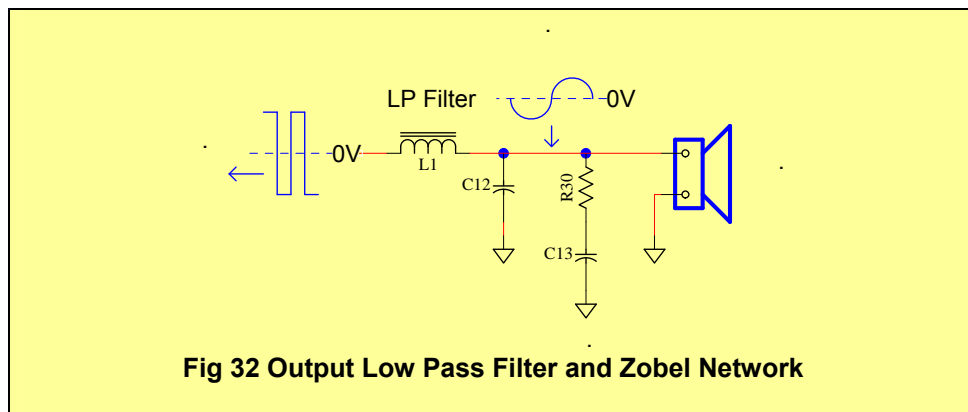 LP Filter
0V
0V
L1
C12
R30
C13
Fig 32 Output Low Pass Filter and Zobel Network